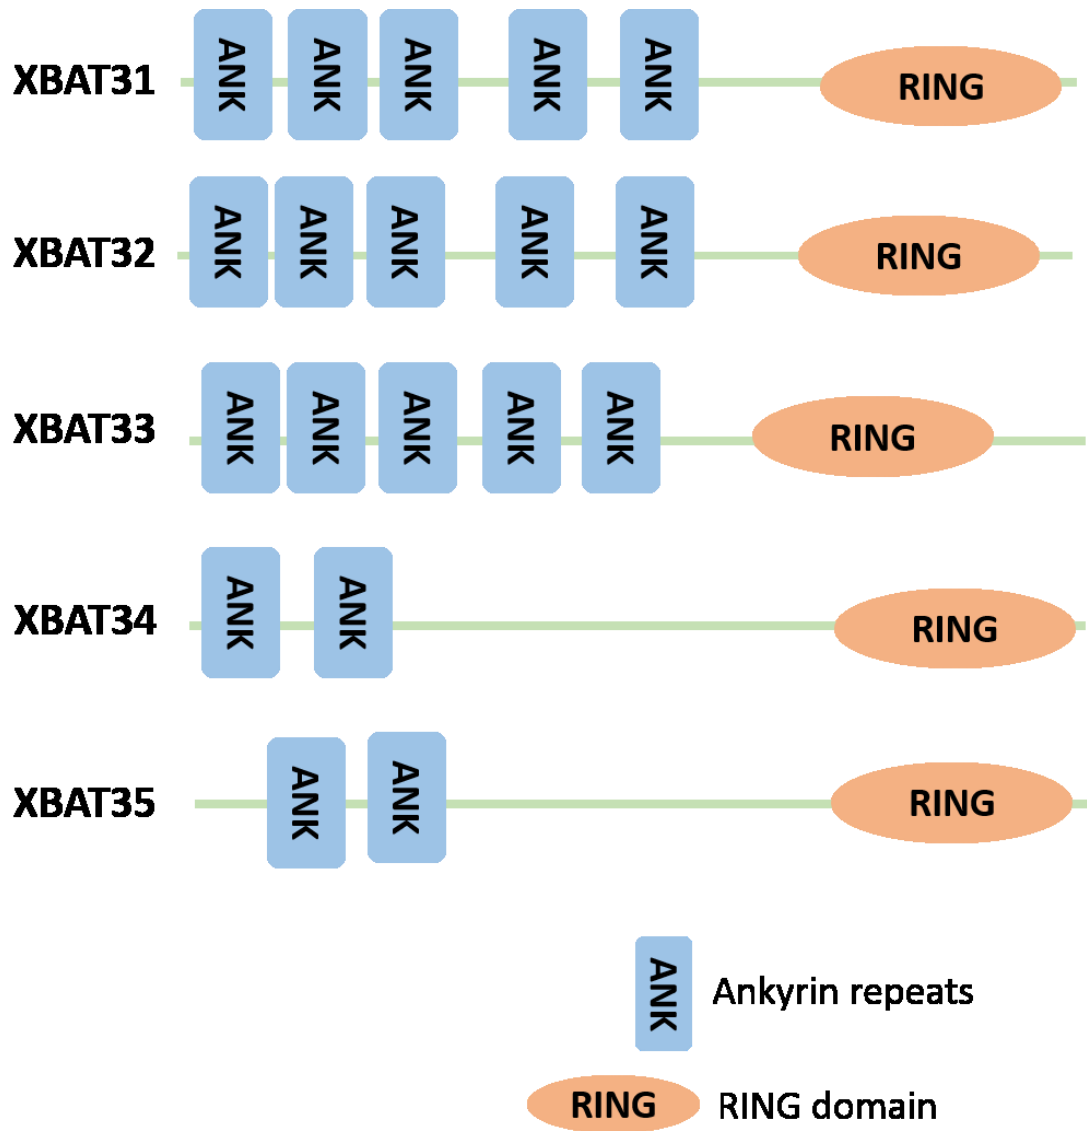 XBAT31 ANK ANK ANK ANK ANK RING
XBAT32 ANK ANK ANK ANK ANK RING
XBAT33 ANK ANK ANK ANK ANK RING
XBAT34 ANK ANK RING
XBAT35 ANK ANK RING
ANK Ankyrin repeats
RING RING domain